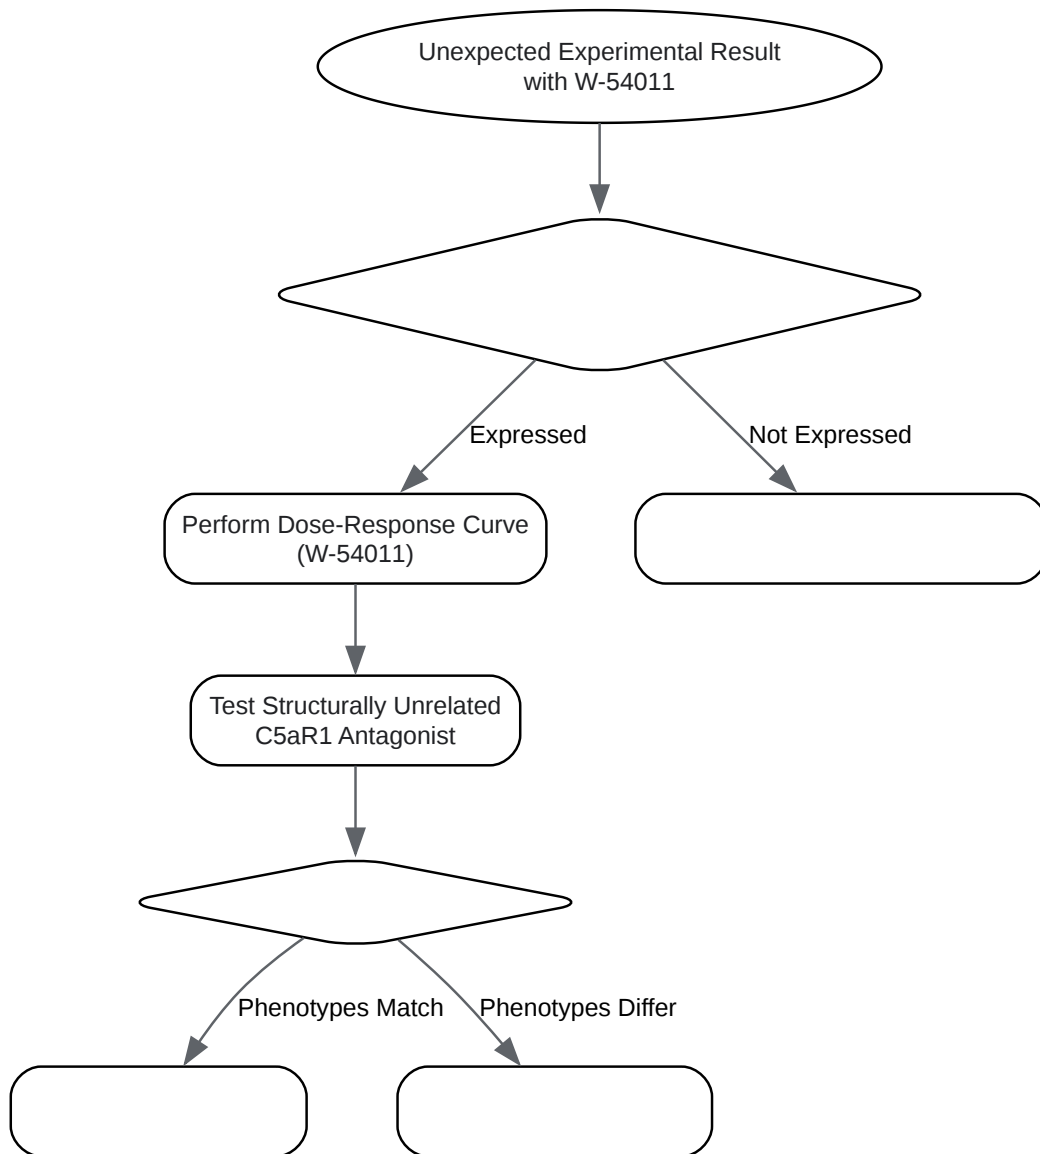 Unexpected Experimental Result
with W-54011
Expressed
Not Expressed
Perform Dose-Response Curve
(W-54011)
Test Structurally Unrelated
C5aR1 Antagonist
Phenotypes Match
Phenotypes Differ